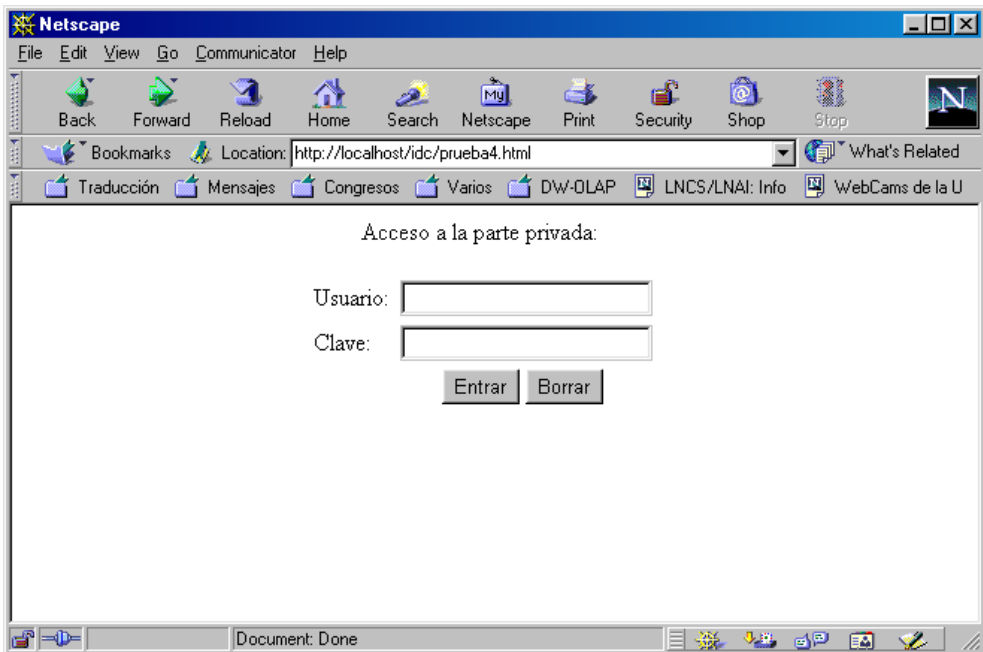 Netscape
File Edit View Go Communicator Help
Back Forward Reload Home Search Netscape Print Security Shop Stop
My
N
Bookmarks Location: http://localhost/idc/prueba4.html What's Related
Traducción Mensajes Congresos Varios DW-OLAP LNCS/LNAI: Info WebCams de la U
Acceso a la parte privada:
Usuario:
Clave:
Entrar Borrar
Document: Done